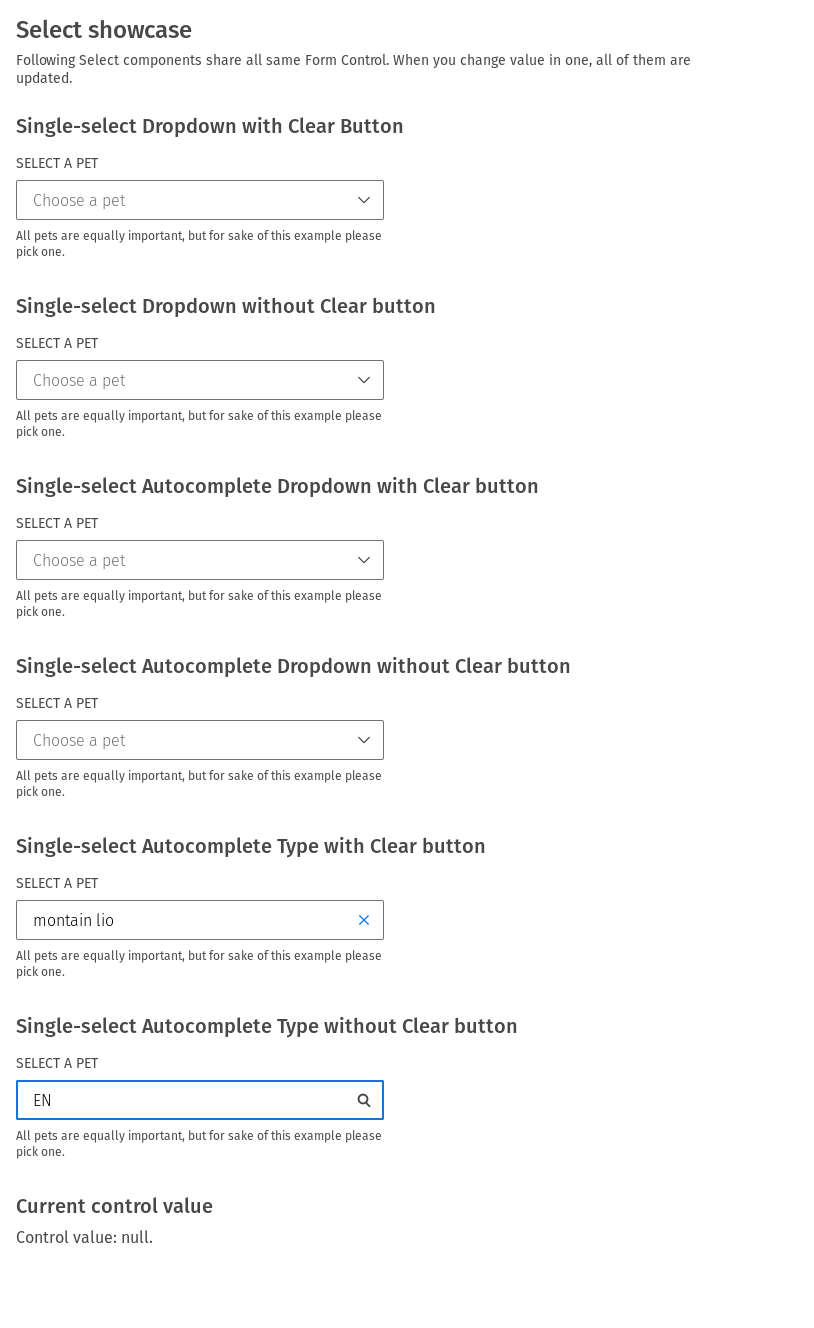 Select showcase
Following Select components share all same Form Control. When you change value in one, all of them are
updated.
Single-select Dropdown with Clear Button
SELECT A PET
Choose a pet
All pets are equally important, but for sake of this example please
pick one.
Single-select Dropdown without Clear button
SELECT A PET
Choose a pet
All pets are equally important, but for sake of this example please
pick one.
Single-select Autocomplete Dropdown with Clear button
SELECT A PET
Choose a pet
All pets are equally important, but for sake of this example please
pick one.
Single-select Autocomplete Dropdown without Clear button
SELECT A PET
Choose a pet
All pets are equally important, but for sake of this example please
pick one.
Single-select Autocomplete Type with Clear button
SELECT A PET
montain lio
All pets are equally important, but for sake of this example please
pick one.
Single-select Autocomplete Type without Clear button
SELECT A PET
EN
All pets are equally important, but for sake of this example please
pick one.
Current control value
Control value: null.